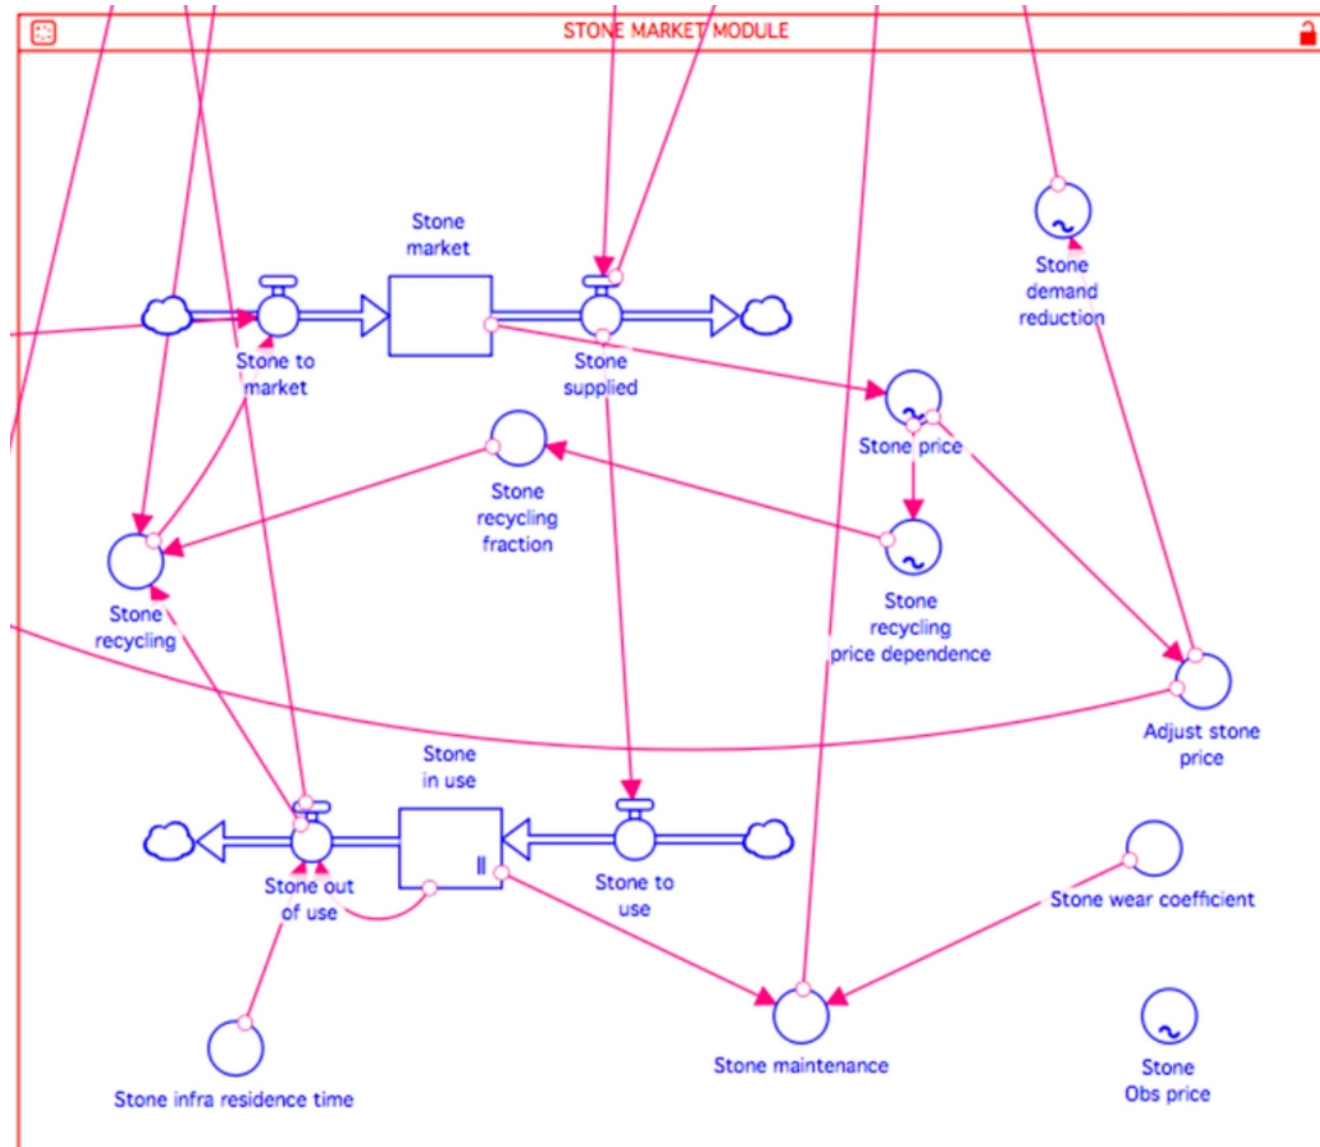 STONE MARKET MODULE
Stone
market
Stone
demand
reduction
Stone to
market
Stone
supplied
Stone price
Stone
recycling
fraction
Stone
recycling
Stone
recycling
price dependence
Adjust stone
price
Stone
in use
Stone out
of use
Stone to
use
Stone wear coefficient
Stone maintenance
Stone
Obs price
Stone infra residence time